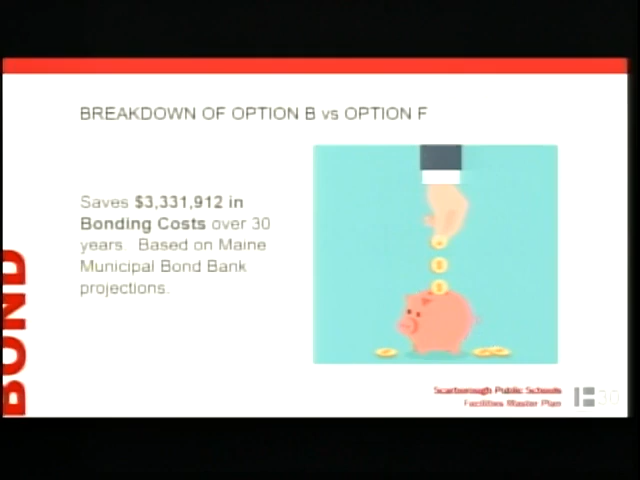 BREAKDOWN OF OPTION B vs OPTION F
Saves $3,331,912 in
Bonding Costs over 30
years. Based on Maine
Municipal Bond Bank
projections.
BOND
$
$
Scarborough Public Schools
Facilities Master Plan